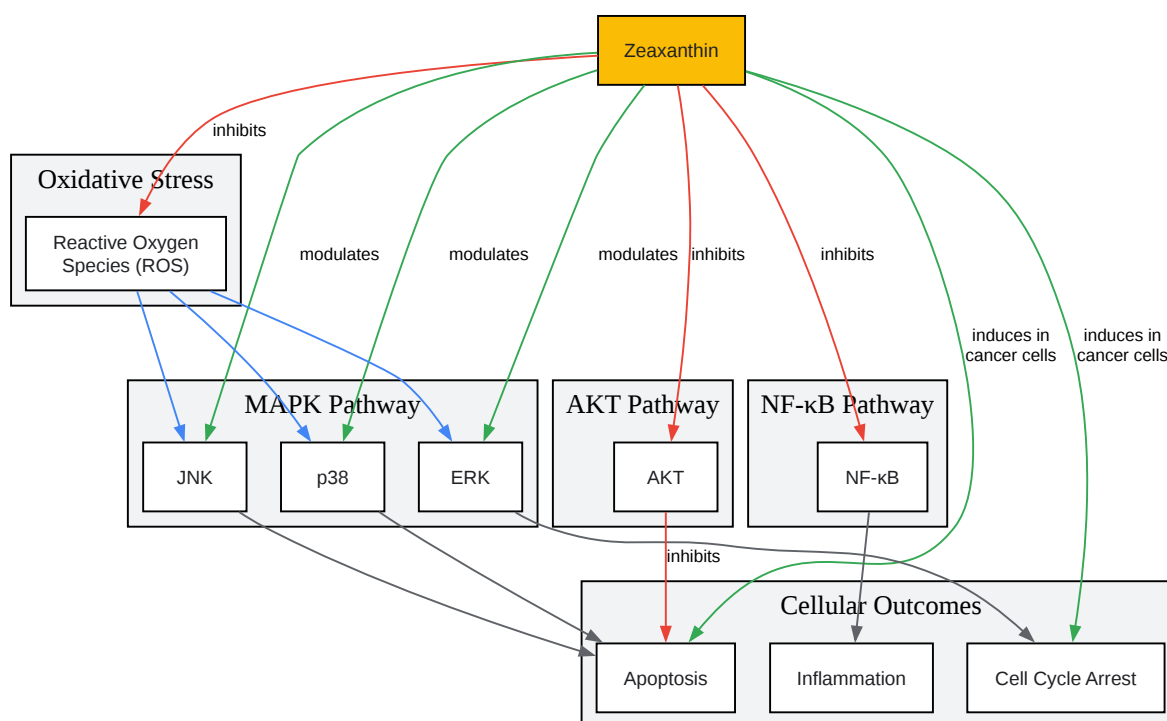 Zeaxanthin
inhibits
Oxidative Stress
Reactive Oxygen
Species (ROS)
modulates
modulates
modulates
inhibits
inhibits
induces in
cancer cells
induces in
cancer cells
MAPK Pathway
AKT Pathway
NF-κB Pathway
JNK
p38
ERK
AKT
NF-κB
inhibits
Cellular Outcomes
Apoptosis
Inflammation
Cell Cycle Arrest